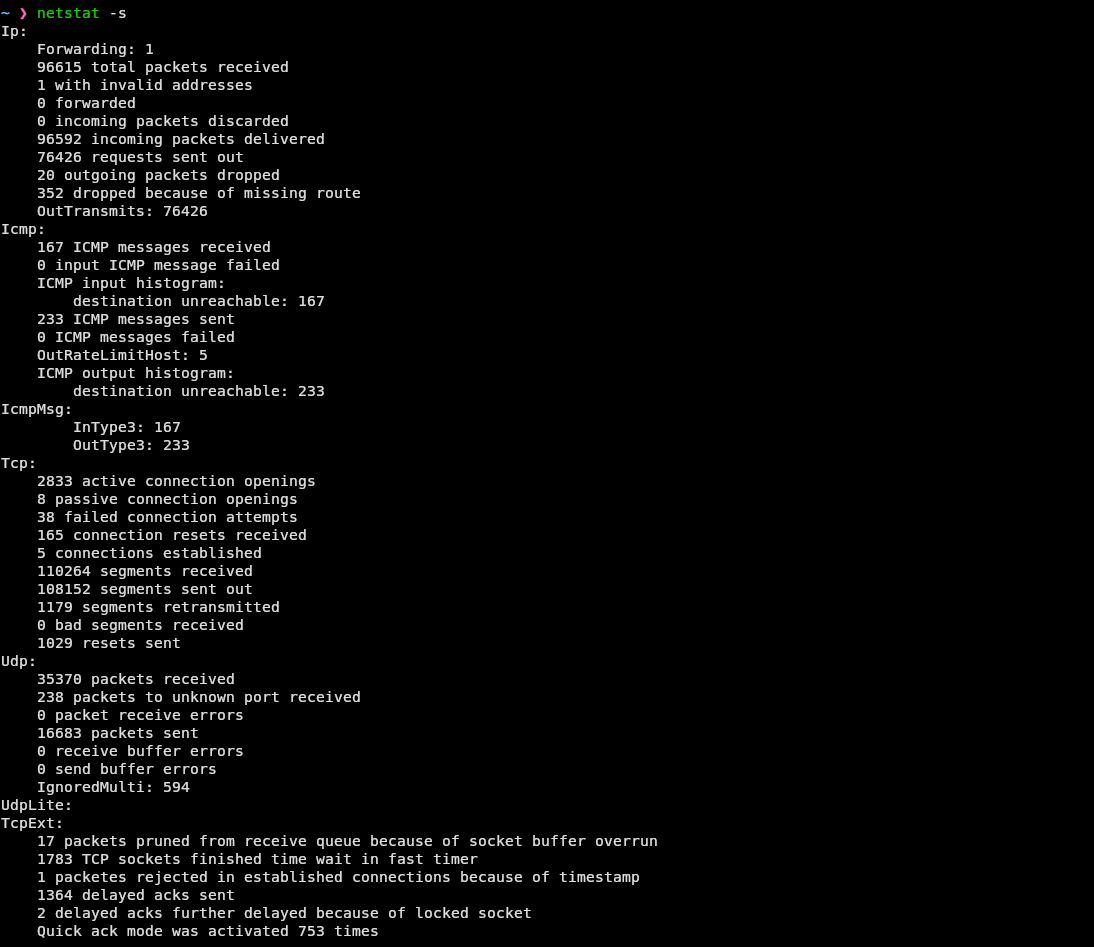 ~ ❯ netstat -s
Ip:
    Forwarding: 1
    96615 total packets received
    1 with invalid addresses
    0 forwarded
    0 incoming packets discarded
    96592 incoming packets delivered
    76426 requests sent out
    20 outgoing packets dropped
    352 dropped because of missing route
    OutTransmits: 76426
Icmp:
    167 ICMP messages received
    0 input ICMP message failed
    ICMP input histogram:
        destination unreachable: 167
    233 ICMP messages sent
    0 ICMP messages failed
    OutRateLimitHost: 5
    ICMP output histogram:
        destination unreachable: 233
IcmpMsg:
        InType3: 167
        OutType3: 233
Tcp:
    2833 active connection openings
    8 passive connection openings
    38 failed connection attempts
    165 connection resets received
    5 connections established
    110264 segments received
    108152 segments sent out
    1179 segments retransmitted
    0 bad segments received
    1029 resets sent
Udp:
    35370 packets received
    238 packets to unknown port received
    0 packet receive errors
    16683 packets sent
    0 receive buffer errors
    0 send buffer errors
    IgnoredMulti: 594
UdpLite:
TcpExt:
    17 packets pruned from receive queue because of socket buffer overrun
    1783 TCP sockets finished time wait in fast timer
    1 packetes rejected in established connections because of timestamp
    1364 delayed acks sent
    2 delayed acks further delayed because of locked socket
    Quick ack mode was activated 753 times